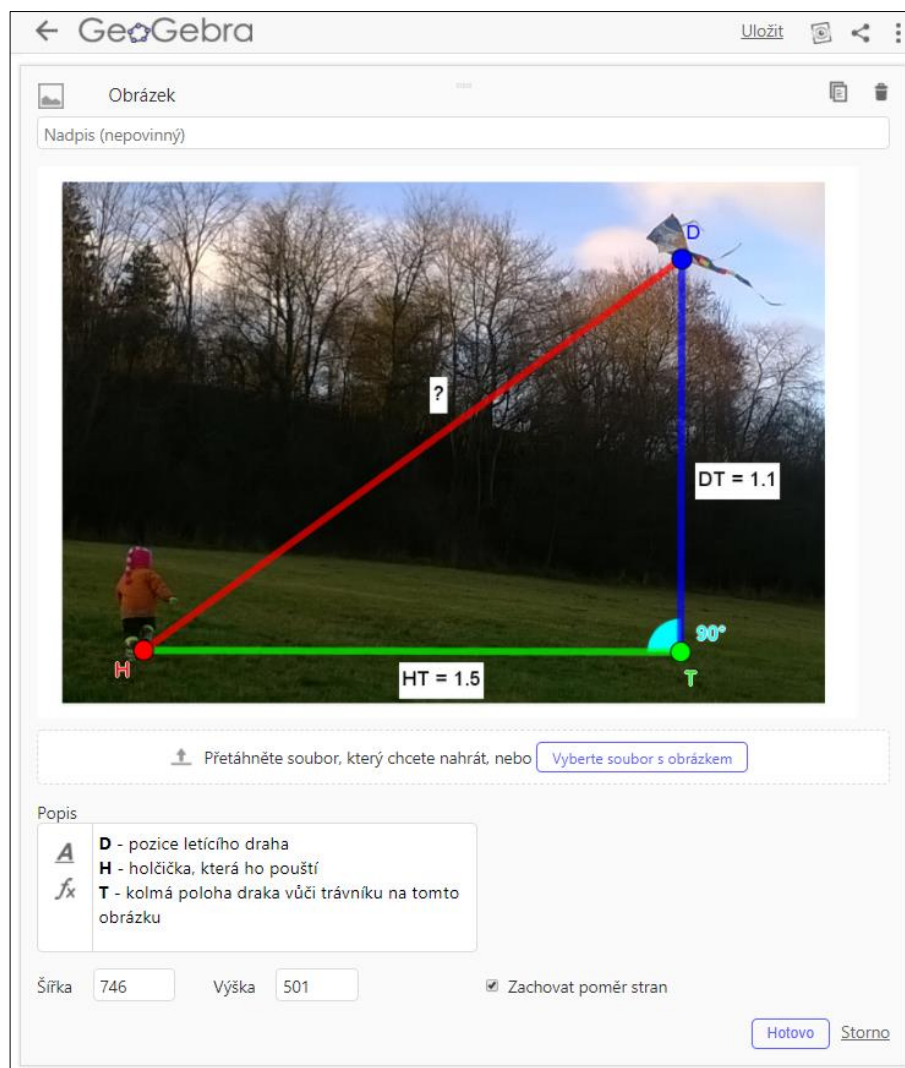 GeoGebra
Uložit
Obrázek
Nadpis (nepovinný)
D
?
DT = 1.1
90°
H
HT = 1.5
T
Přetáhněte soubor, který chcete nahrát, nebo Vyberte soubor s obrázkem
Popis
A
fx
D - pozice letícího draha
H - holčička, která ho pouští
T - kolmá poloha draka vůči trávníku na tomto
obrázku
Šířka 746 Výška 501 Zachovat poměr stran
Hotovo Storno